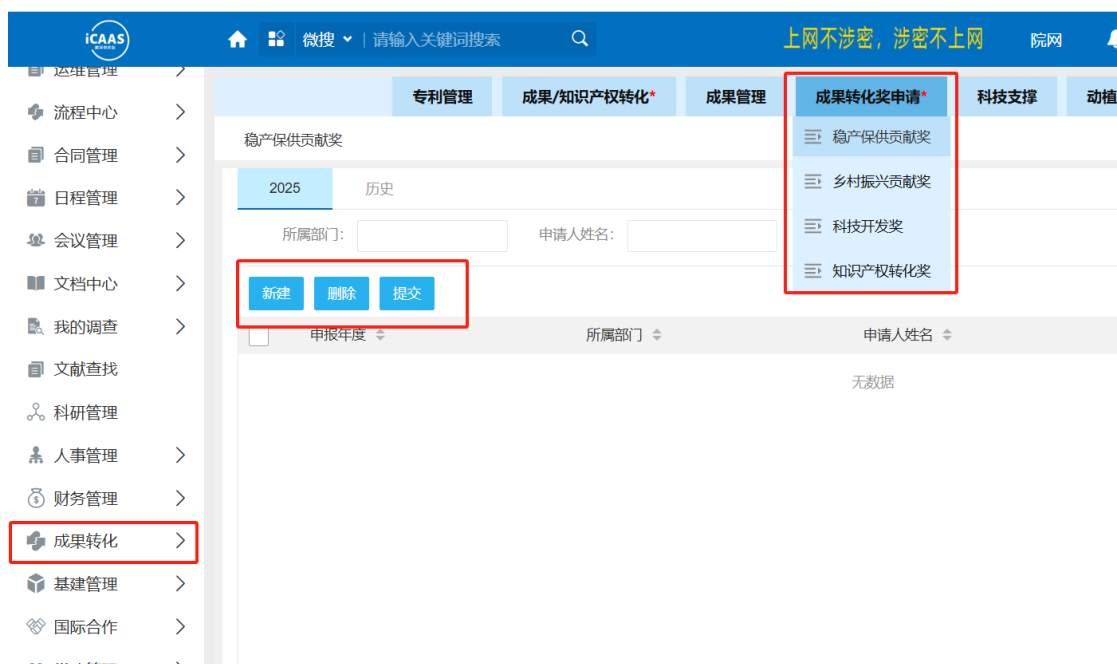 iCAAS
微搜 请输入关键词搜索
上网不涉密，涉密不上网
院网
运维管理
流程中心
合同管理
日程管理
会议管理
文档中心
我的调查
文献查找
科研管理
人事管理
财务管理
成果转化
基建管理
国际合作
专利管理 成果/知识产权转化* 成果管理 成果转化奖申请* 科技支撑 动植
稳产保供贡献奖
乡村振兴贡献奖
科技开发奖
知识产权转化奖
稳产保供贡献奖
2025 历史
所属部门： 申请人姓名：
新建 删除 提交
申报年度 所属部门 申请人姓名
无数据